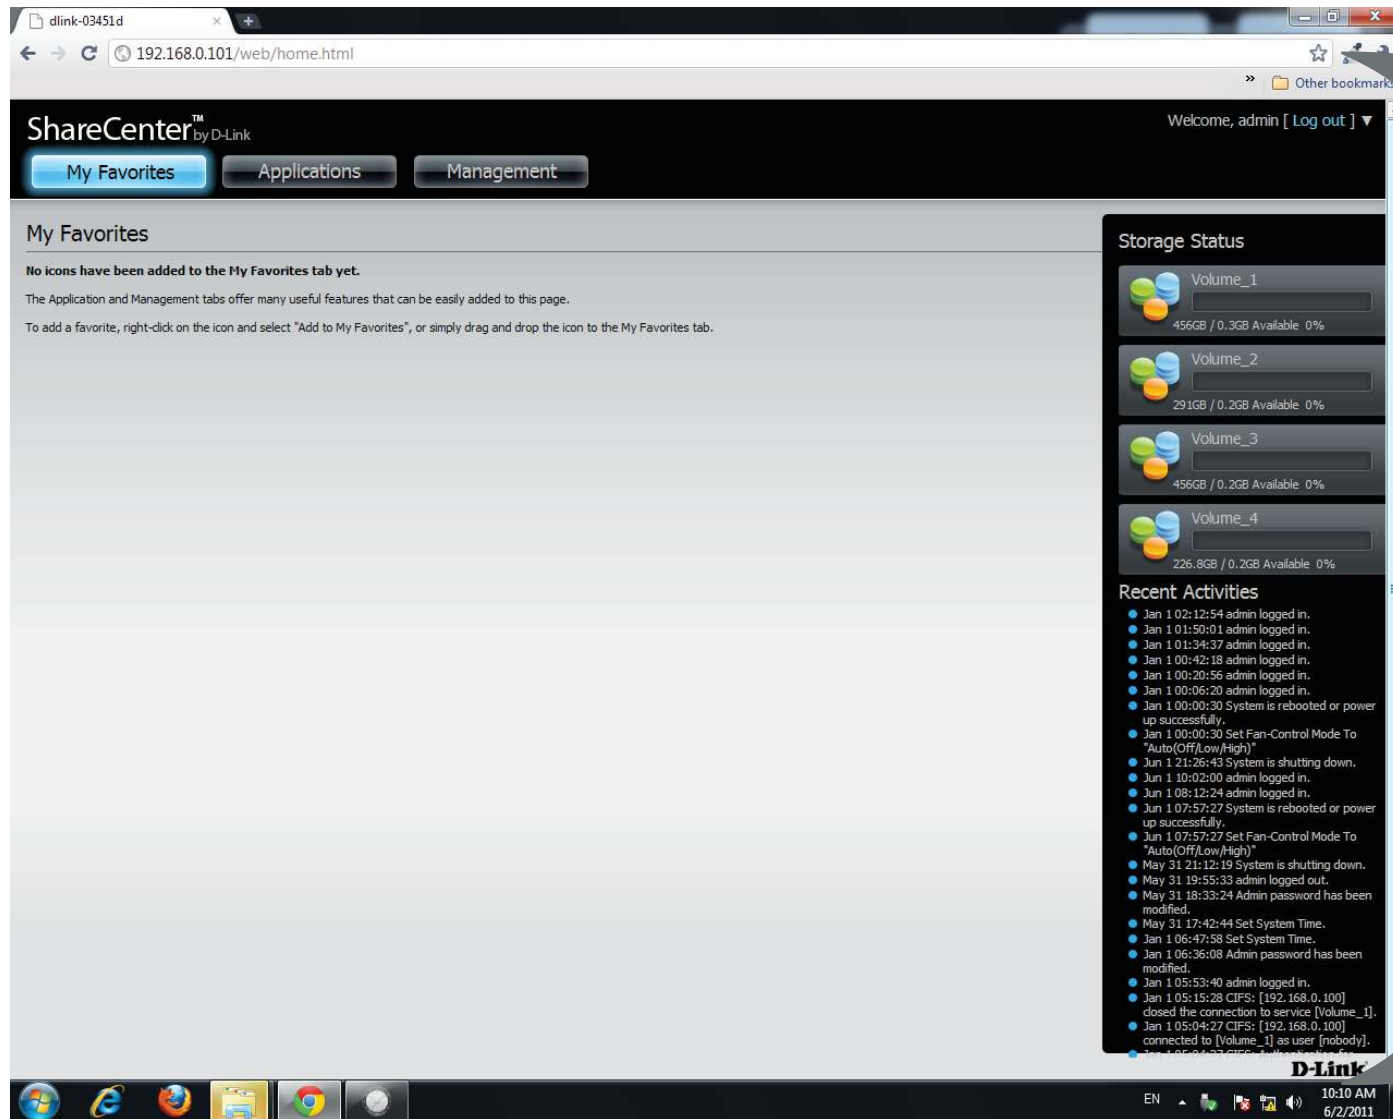 dlink-03451d
192.168.0.101/web/home.html
» Other bookmarks
ShareCenter™ by D-Link
Welcome, admin [ Log out ] ▼
My Favorites
Applications
Management
My Favorites
No icons have been added to the My Favorites tab yet.
The Application and Management tabs offer many useful features that can be easily added to this page.
To add a favorite, right-click on the icon and select "Add to My Favorites", or simply drag and drop the icon to the My Favorites tab.
Storage Status
Volume_1
456GB / 0.3GB Available 0%
Volume_2
291GB / 0.2GB Available 0%
Volume_3
456GB / 0.2GB Available 0%
Volume_4
226.8GB / 0.2GB Available 0%
Recent Activities
Jan 1 02:12:54 admin logged in.
Jan 1 01:50:01 admin logged in.
Jan 1 01:34:37 admin logged in.
Jan 1 00:42:18 admin logged in.
Jan 1 00:20:56 admin logged in.
Jan 1 00:06:20 admin logged in.
Jan 1 00:00:30 System is rebooted or power
up successfully.
Jan 1 00:00:30 Set Fan-Control Mode To
"Auto(Off/Low/High)"
Jun 1 21:26:43 System is shutting down.
Jun 1 10:02:00 admin logged in.
Jun 1 08:12:24 admin logged in.
Jun 1 07:57:27 System is rebooted or power
up successfully.
Jun 1 07:57:27 Set Fan-Control Mode To
"Auto(Off/Low/High)"
May 31 21:12:19 System is shutting down.
May 31 19:55:33 admin logged out.
May 31 18:33:24 Admin password has been
modified.
May 31 17:42:44 Set System Time.
Jan 1 06:47:58 Set System Time.
Jan 1 06:36:08 Admin password has been
modified.
Jan 1 05:53:40 admin logged in.
Jan 1 05:15:28 CIFS: [192.168.0.100]
closed the connection to service [Volume_1].
Jan 1 05:04:27 CIFS: [192.168.0.100]
connected to [Volume_1] as user [nobody].
D-Link
EN
10:10 AM
6/2/2011